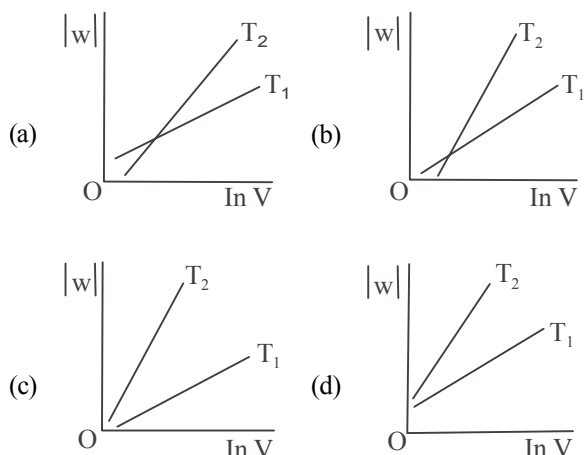 |w|
T₂
T₁
(a)
O
In V
|w|
T₂
T₁
(b)
O
In V
|w|
T₂
T₁
(c)
O
In V
|w|
T₂
T₁
(d)
O
In V